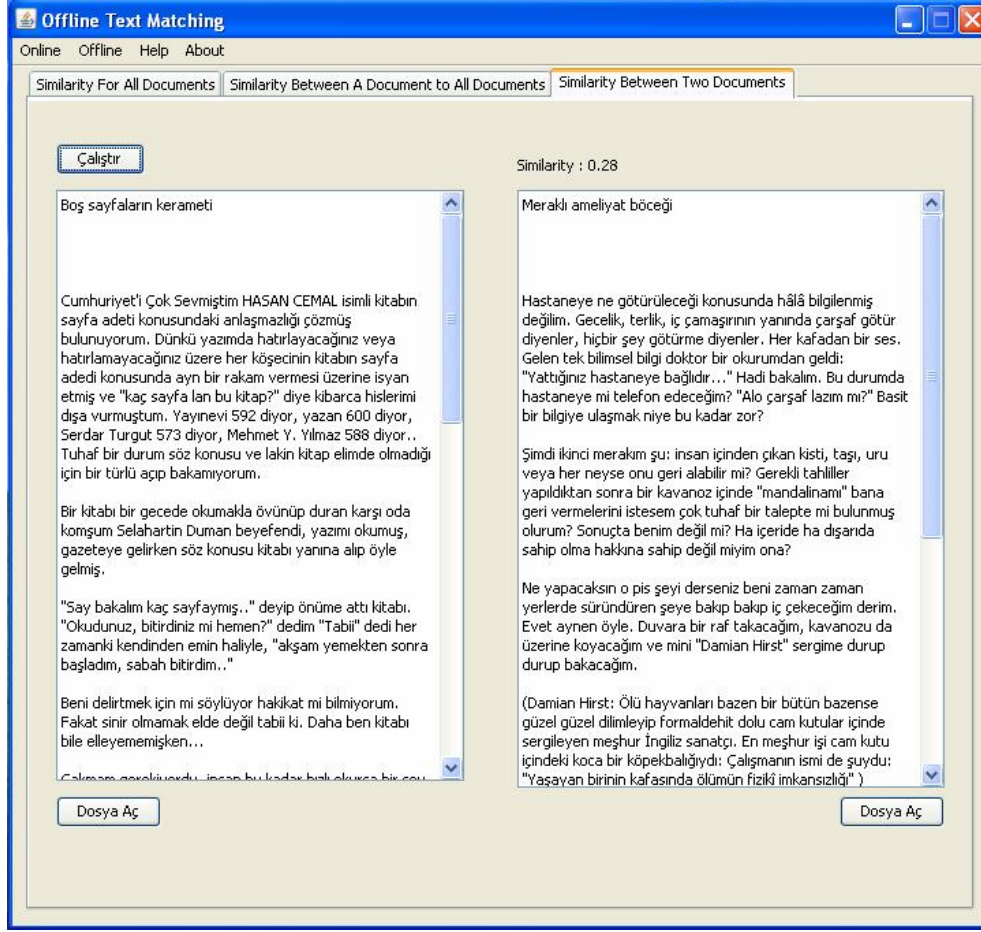 Offline Text Matching
Online Offline Help About
Similarity For All Documents Similarity Between A Document to All Documents Similarity Between Two Documents
Çalıştır
Similarity : 0.28
Boş sayfaların kerameti
Cumhuriyet'i Çok Sevmiştim HASAN CEMAL isimli kitabın
sayfa adeti konusundaki anlaşmazlığı çözmüş
bulunuyorum. Dünkü yazımda hatırlayacağınız veya
hatırlamayacağınız üzere her köşecinin kitabın sayfa
adedi konusunda ayrı bir rakam vermesi üzerine isyan
etmiş ve "kaç sayfa lan bu kitap?" diye kibarca hislerimi
dışa vurmuştum. Yayınevi 592 diyor, yazan 600 diyor,
Serdar Turgut 573 diyor, Mehmet Y. Yılmaz 588 diyor..
Tuhaf bir durum söz konusu ve lakin kitap elimde olmadığı
için bir türlü açıp bakamıyorum.
Bir kitabı bir gecede okumakla övünüp duran karşı oda
komşum Selahartin Duman beyefendi, yazımı okumuş,
gazeteye gelirken söz konusu kitabı yanına alıp öyle
gelmiş.
"Say bakalım kaç sayfaymış.." deyip önüme attı kitabı.
"Okudunuz, bitirdiniz mi hemen?" dedim "Tabii" dedi her
zamanki kendinden emin haliyle, "akşam yemekten sonra
başladım, sabah bitirdim.."
Beni delirtmek için mi söylüyor hakikat mi bilmiyorum.
Fakat sinir olmamak elde değil tabii ki. Daha ben kitabı
bile elleyememişken...
Meraklı ameliyat böceği
Hastaneye ne götürüleceği konusunda hâlâ bilgilenmiş
değilim. Gecelik, terlik, iç çamaşırının yanında çarşaf götür
diyenler, hiçbir şey götürme diyenler. Her kafadan bir ses.
Gelen tek bilimsel bilgi doktor bir okurumdan geldi:
"Yattığınız hastaneye bağlıdır..." Hadi bakalım. Bu durumda
hastaneye mi telefon edeceğim? "Alo çarşaf lazım mı?" Basit
bir bilgiye ulaşmak niye bu kadar zor?
Şimdi ikinci merakım şu: insan içinden çıkan kisti, taşı, uru
veya her neyse onu geri alabilir mi? Gerekli tahliller
yapıldıktan sonra bir kavanoz içinde "mandalinamı" bana
geri vermelerini istesem çok tuhaf bir talepte mi bulunmuş
olurum? Sonuçta benim değil mi? Ha içeride ha dışarıda
sahip olma hakkına sahip değil miyim ona?
Ne yapacaksın o pis şeyi derseniz beni zaman zaman
yerlerde süründüren şeye bakıp bakıp iç çekeceğim derim.
Evet aynen öyle. Duvara bir raf takacağım, kavanozu da
üzerine koyacağım ve mini "Damian Hirst" sergime durup
durup bakacağım.
(Damian Hirst: Ölü hayvanları bazen bir bütün bazense
güzel güzel dilimleyip formaldehit dolu cam kutular içinde
sergileyen meşhur İngiliz sanatçı. En meşhur işi cam kutu
içindeki koca bir köpekbalığıydı: Çalışmanın ismi de şuydu:
"Yaşayan birinin kafasında ölümün fizikî imkansızlığı" )
Dosya Aç
Dosya Aç